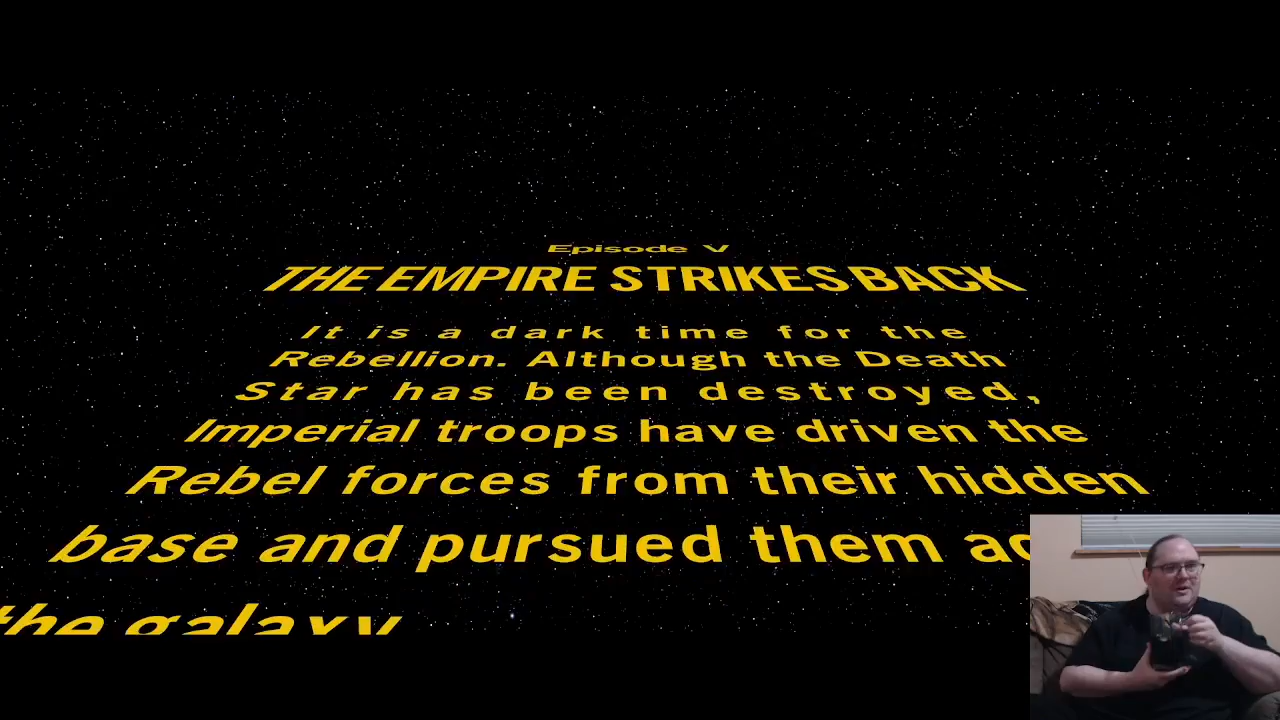 Episode V
THE EMPIRE STRIKES BACK
It is a dark time for the
Rebellion. Although the Death
Star has been destroyed,
Imperial troops have driven the
Rebel forces from their hidden
base and pursued them
the galaxy